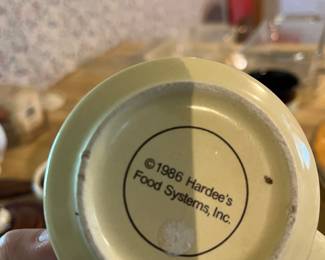 ©1986 Hardee's
Food Systems, Inc.